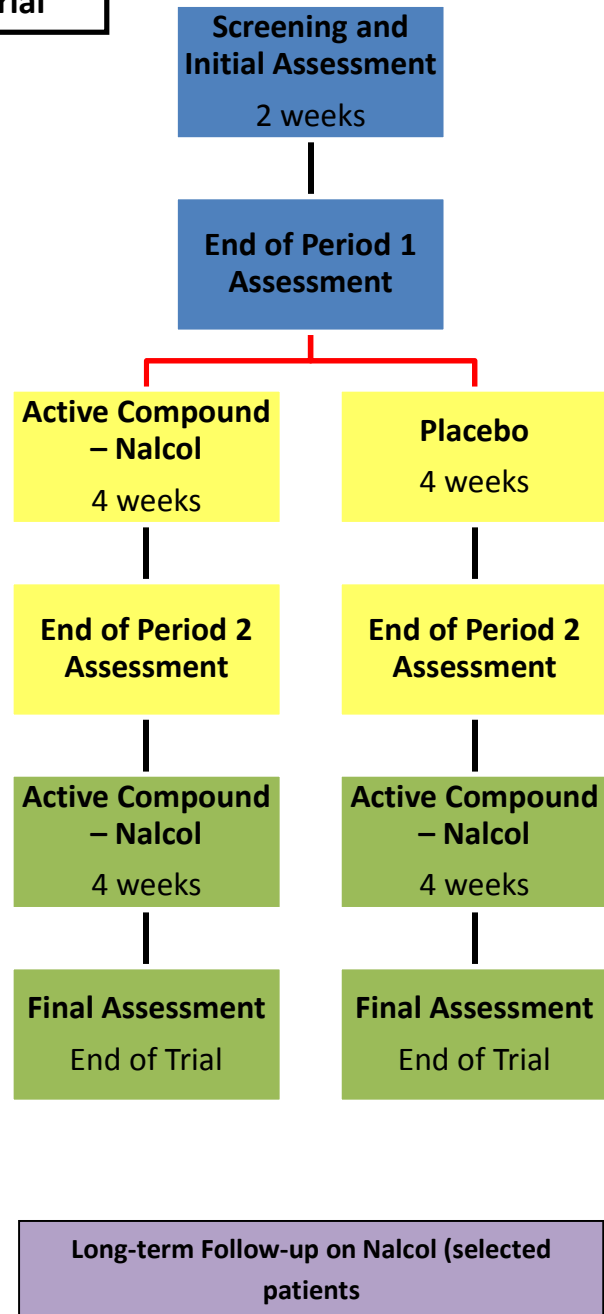 rial
Screening and
Initial Assessment
2 weeks
End of Period 1
Assessment
Active Compound
– Nalcol
4 weeks
Placebo
4 weeks
End of Period 2
Assessment
End of Period 2
Assessment
Active Compound
– Nalcol
4 weeks
Active Compound
– Nalcol
4 weeks
Final Assessment
End of Trial
Final Assessment
End of Trial
Long-term Follow-up on Nalcol (selected
patients